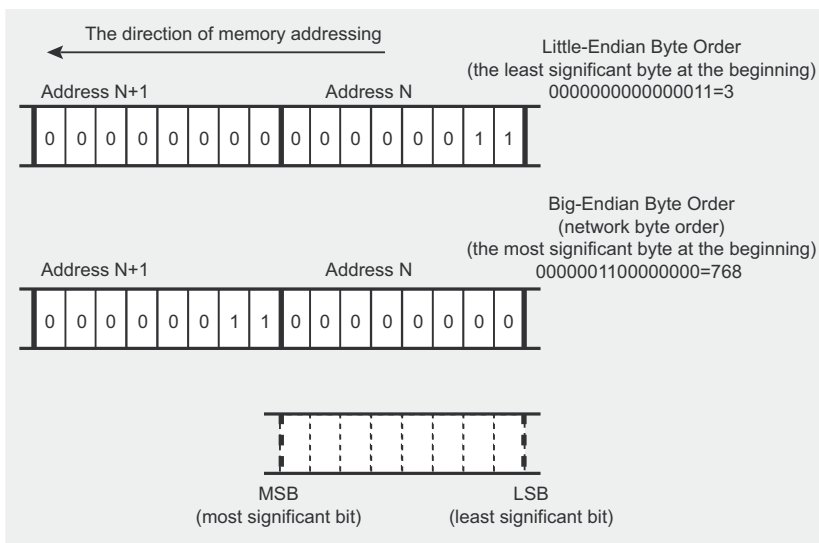 The direction of memory addressing
Little-Endian Byte Order
(the least significant byte at the beginning)
0000000000000011=3
Address N+1 Address N
0 0 0 0 0 0 0 0 0 0 0 0 0 0 1 1
Big-Endian Byte Order
(network byte order)
(the most significant byte at the beginning)
0000001100000000=768
Address N+1 Address N
0 0 0 0 0 0 1 1 0 0 0 0 0 0 0 0
MSB
(most significant bit)
LSB
(least significant bit)